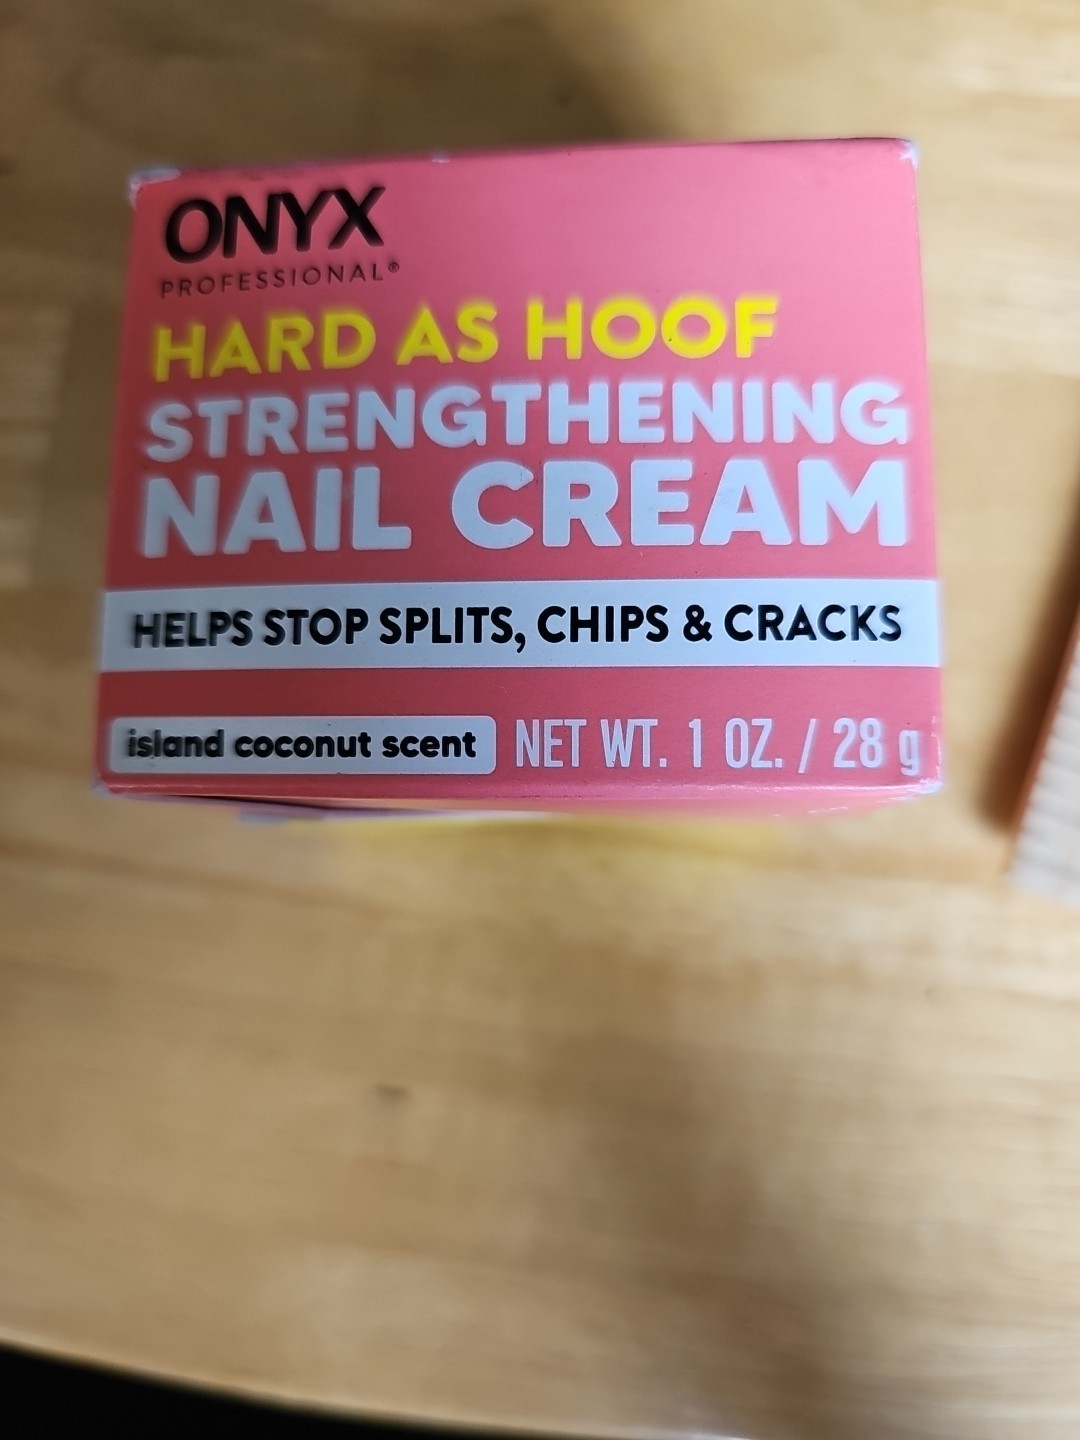 ONYX
PROFESSIONAL®
HARD AS HOOF
STRENGTHENING
NAIL CREAM
HELPS STOP SPLITS, CHIPS & CRACKS
island coconut scent NET WT. 1 OZ. / 28 g